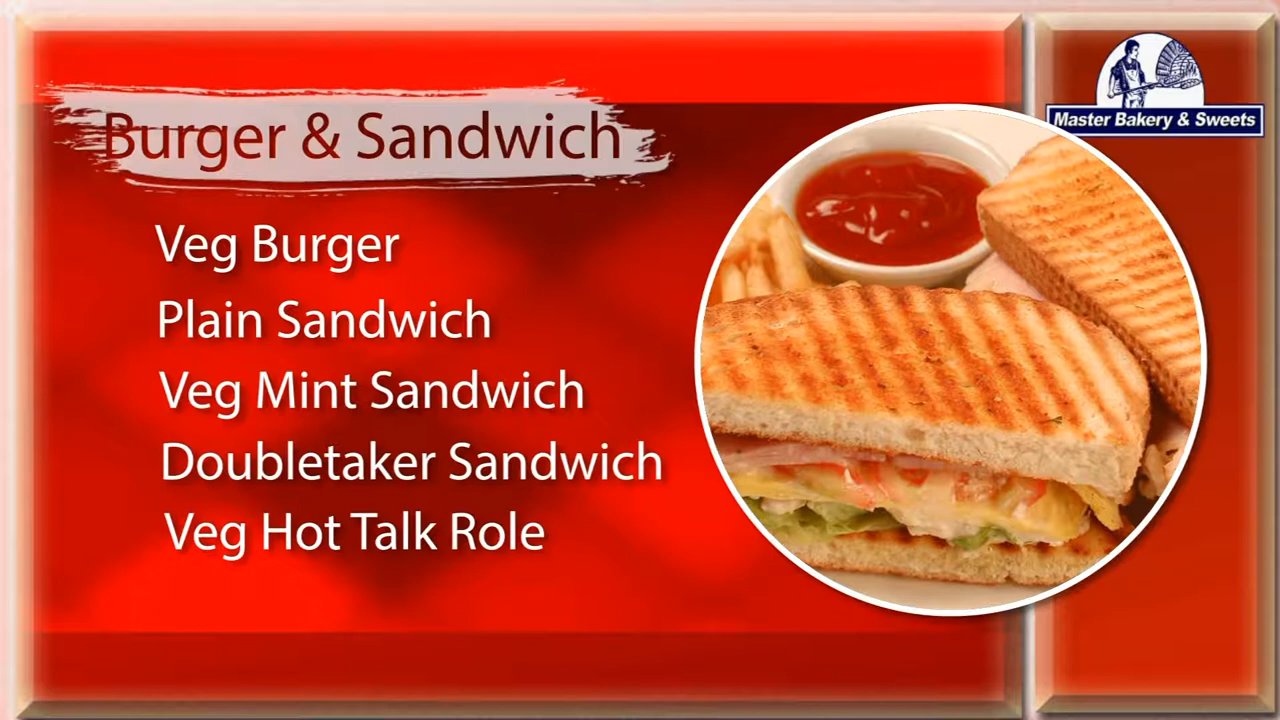 Burger & Sandwich
Veg Burger
Plain Sandwich
Veg Mint Sandwich
Doubletaker Sandwich
Veg Hot Talk Role
Master Bakery & Sweets